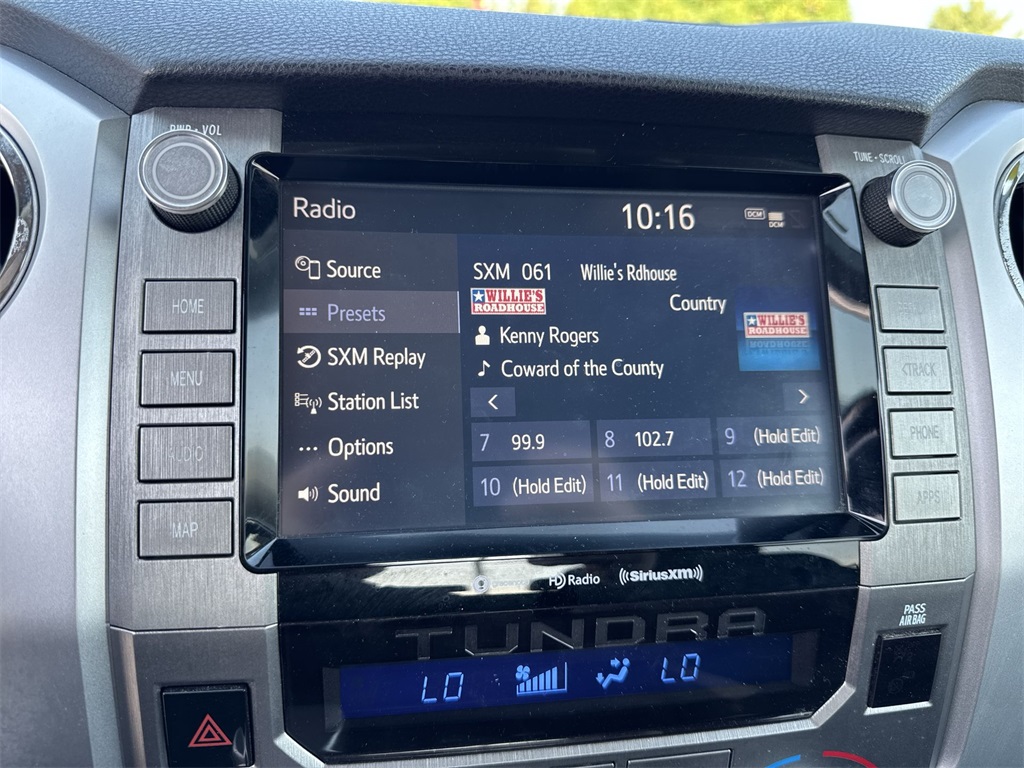 PWR • VOL
TUNE • SCROLL
Radio
10:16
DCM
DCM
Source
Presets
SXM Replay
Station List
Options
Sound
SXM 061 Willie's Rdhouse
WILLIE'S
ROADHOUSE
Country
WILLIE'S
ROADHOUSE
Kenny Rogers
Coward of the County
<
>
7 99.9
8 102.7
9 (Hold Edit)
10 (Hold Edit)
11 (Hold Edit)
12 (Hold Edit)
HOME
MENU
AUDIO
MAP
<TRACK
PHONE
APPS
gracenote
HD Radio
((SiriusXM))
TUNDRA
LO
LO
PASS
AIR BAG